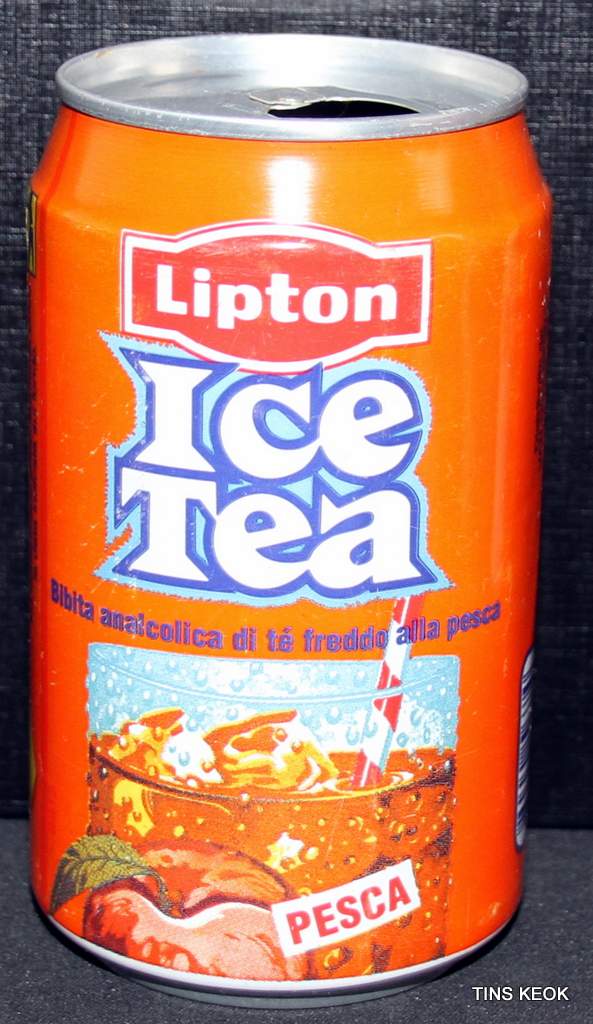 Lipton
Ice
Tea
Bibita analcolica di té freddo alla pesca
PESCA
TINS KEOK